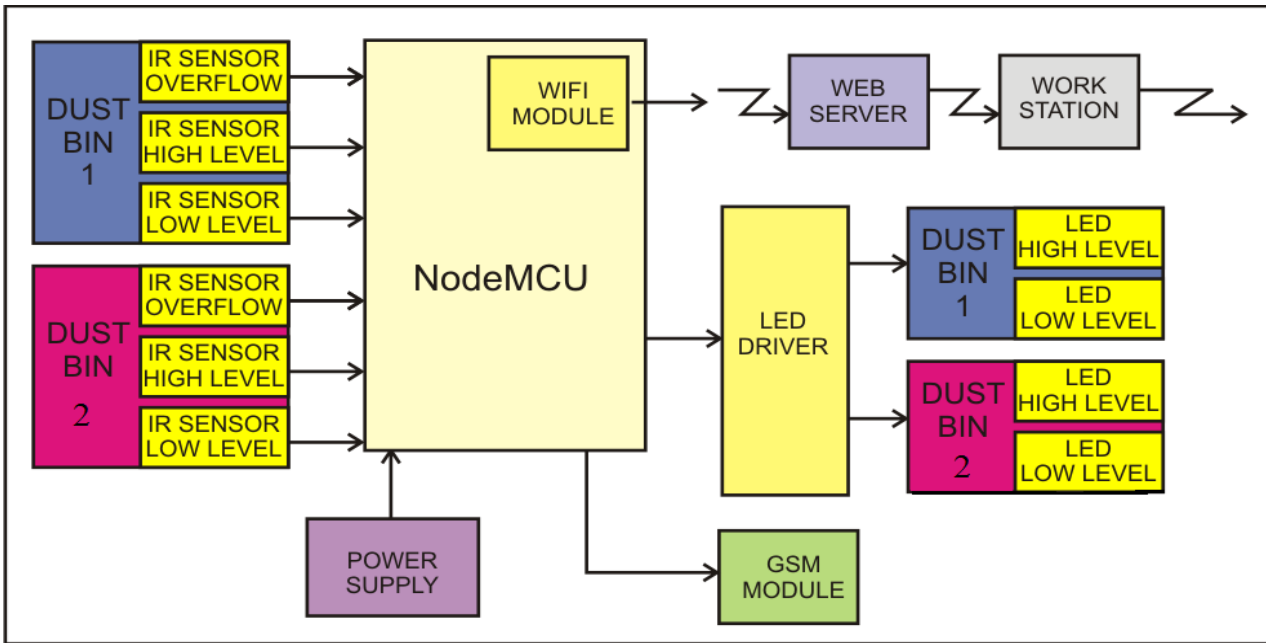 DUST
BIN
1
IR SENSOR
OVERFLOW
IR SENSOR
HIGH LEVEL
IR SENSOR
LOW LEVEL
DUST
BIN
2
IR SENSOR
OVERFLOW
IR SENSOR
HIGH LEVEL
IR SENSOR
LOW LEVEL
NodeMCU
WIFI
MODULE
WEB
SERVER
WORK
STATION
LED
DRIVER
DUST
BIN
1
LED
HIGH LEVEL
LED
LOW LEVEL
DUST
BIN
2
LED
HIGH LEVEL
LED
LOW LEVEL
POWER
SUPPLY
GSM
MODULE